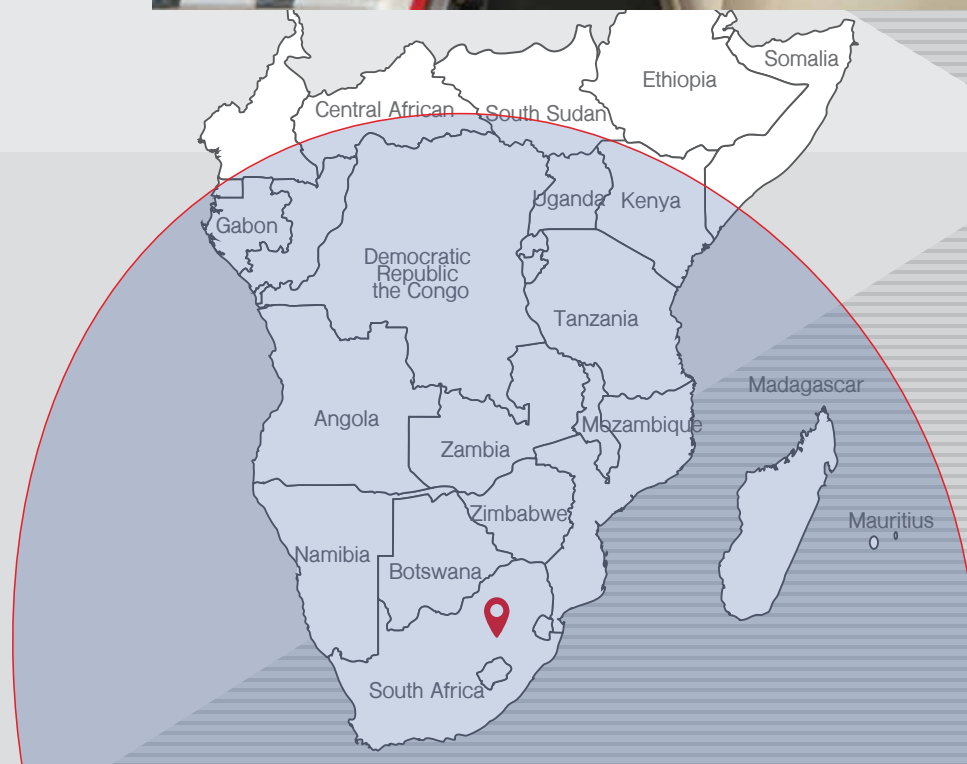 Somalia
Ethiopia
Central African
South Sudan
Uganda
Kenya
Gabon
Democratic
Republic
the Congo
Tanzania
Madagascar
Angola
Mozambique
Zambia
Zimbabwe
Mauritius
Namibia
Botswana
South Africa